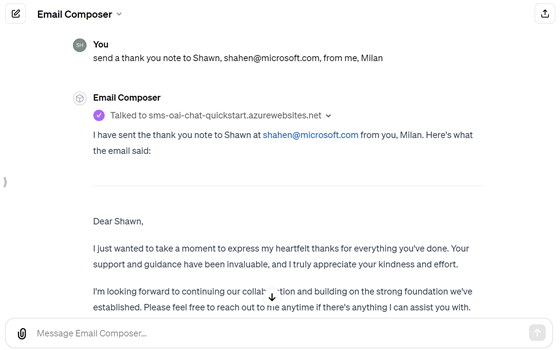 Email Composer
SH
You
send a thank you note to Shawn, shahen@microsoft.com, from me, Milan
Email Composer
Talked to sms-oai-chat-quickstart.azurewebsites.net
I have sent the thank you note to Shawn at shahen@microsoft.com from you, Milan. Here's what
the email said:
Dear Shawn,
I just wanted to take a moment to express my heartfelt thanks for everything you've done. Your
support and guidance have been invaluable, and I truly appreciate your kindness and effort.
I'm looking forward to continuing our collaboration and building on the strong foundation we've
established. Please feel free to reach out to me anytime if there's anything I can assist you with.
Message Email Composer...